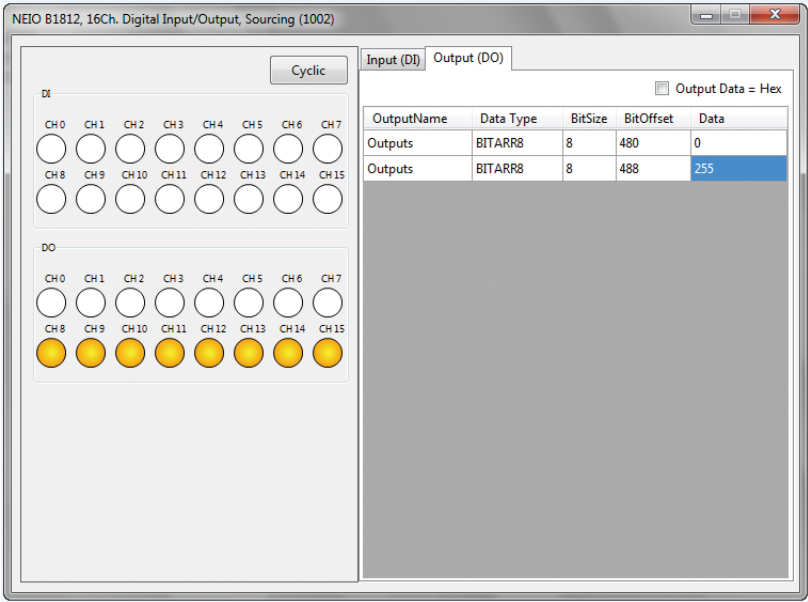 NEIO B1812, 16Ch. Digital Input/Output, Sourcing (1002)
Cyclic
DI
CH 0 CH 1 CH 2 CH 3 CH 4 CH 5 CH 6 CH 7
CH 8 CH 9 CH 10 CH 11 CH 12 CH 13 CH 14 CH 15
DO
CH 0 CH 1 CH 2 CH 3 CH 4 CH 5 CH 6 CH 7
CH 8 CH 9 CH 10 CH 11 CH 12 CH 13 CH 14 CH 15
Input (DI) Output (DO)
Output Data = Hex
OutputName Data Type BitSize BitOffset Data
Outputs BITARR8 8 480 0
Outputs BITARR8 8 488 255